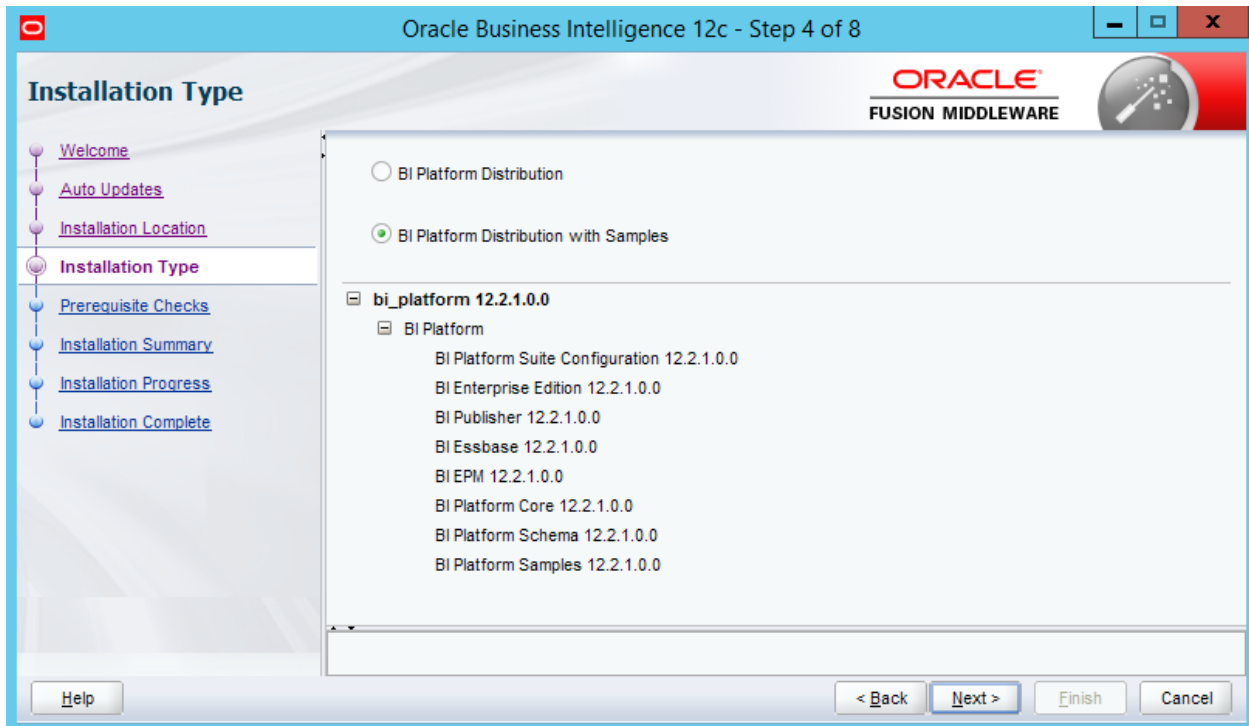 Oracle Business Intelligence 12c - Step 4 of 8
Installation Type
ORACLE
FUSION MIDDLEWARE
Welcome
Auto Updates
Installation Location
Installation Type
Prerequisite Checks
Installation Summary
Installation Progress
Installation Complete
BI Platform Distribution
BI Platform Distribution with Samples
bi_platform 12.2.1.0.0
BI Platform
BI Platform Suite Configuration 12.2.1.0.0
BI Enterprise Edition 12.2.1.0.0
BI Publisher 12.2.1.0.0
BI Essbase 12.2.1.0.0
BI EPM 12.2.1.0.0
BI Platform Core 12.2.1.0.0
BI Platform Schema 12.2.1.0.0
BI Platform Samples 12.2.1.0.0
Help
< Back Next > Finish Cancel